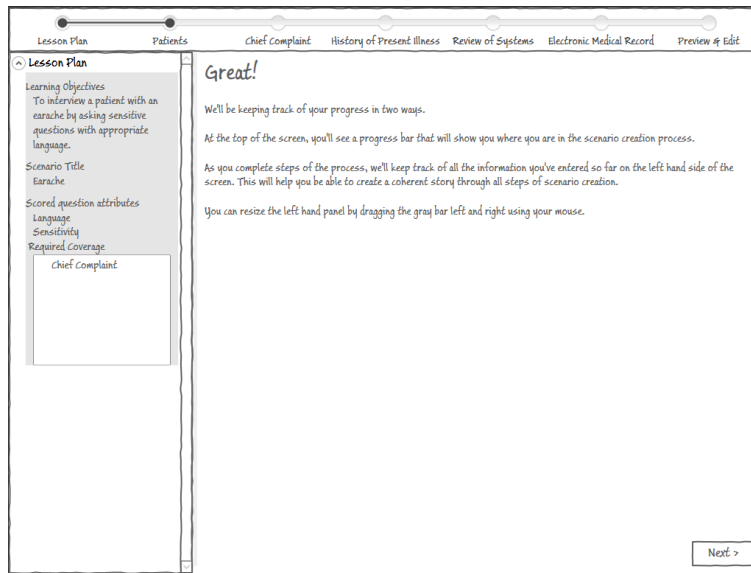 Lesson Plan
Patients
Chief Complaint
History of Present Illness
Review of Systems
Electronic Medical Record
Preview & Edit
Lesson Plan
Learning Objectives
To interview a patient with an
earache by asking sensitive
questions with appropriate
language.
Scenario Title
Earache
Scored question attributes
Language
Sensitivity
Required Coverage
Chief Complaint
Great!
We'll be keeping track of your progress in two ways.
At the top of the screen, you'll see a progress bar that will show you where you are in the scenario creation process.
As you complete steps of the process, we'll keep track of all the information you've entered so far on the left hand side of the
screen. This will help you be able to create a coherent story through all steps of scenario creation.
You can resize the left hand panel by dragging the gray bar left and right using your mouse.
Next >